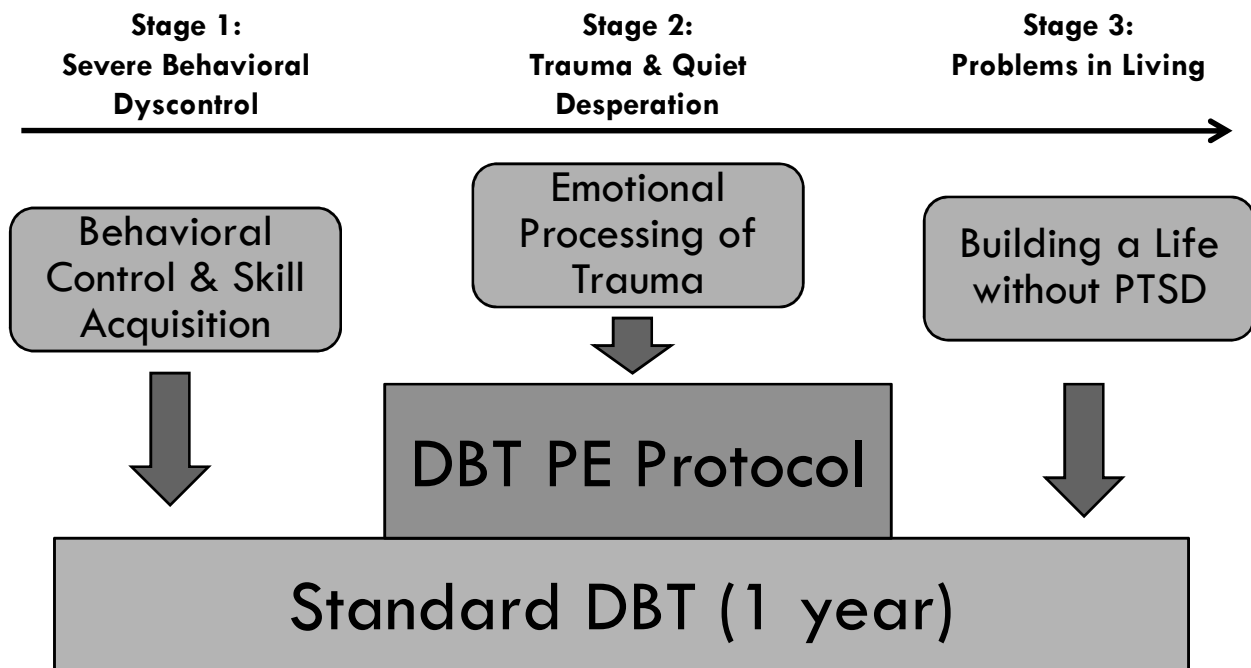 Stage 1:
Severe Behavioral
Dyscontrol
Stage 2:
Trauma & Quiet
Desperation
Stage 3:
Problems in Living
Behavioral
Control & Skill
Acquisition
Emotional
Processing of
Trauma
Building a Life
without PTSD
DBT PE Protocol
Standard DBT (1 year)